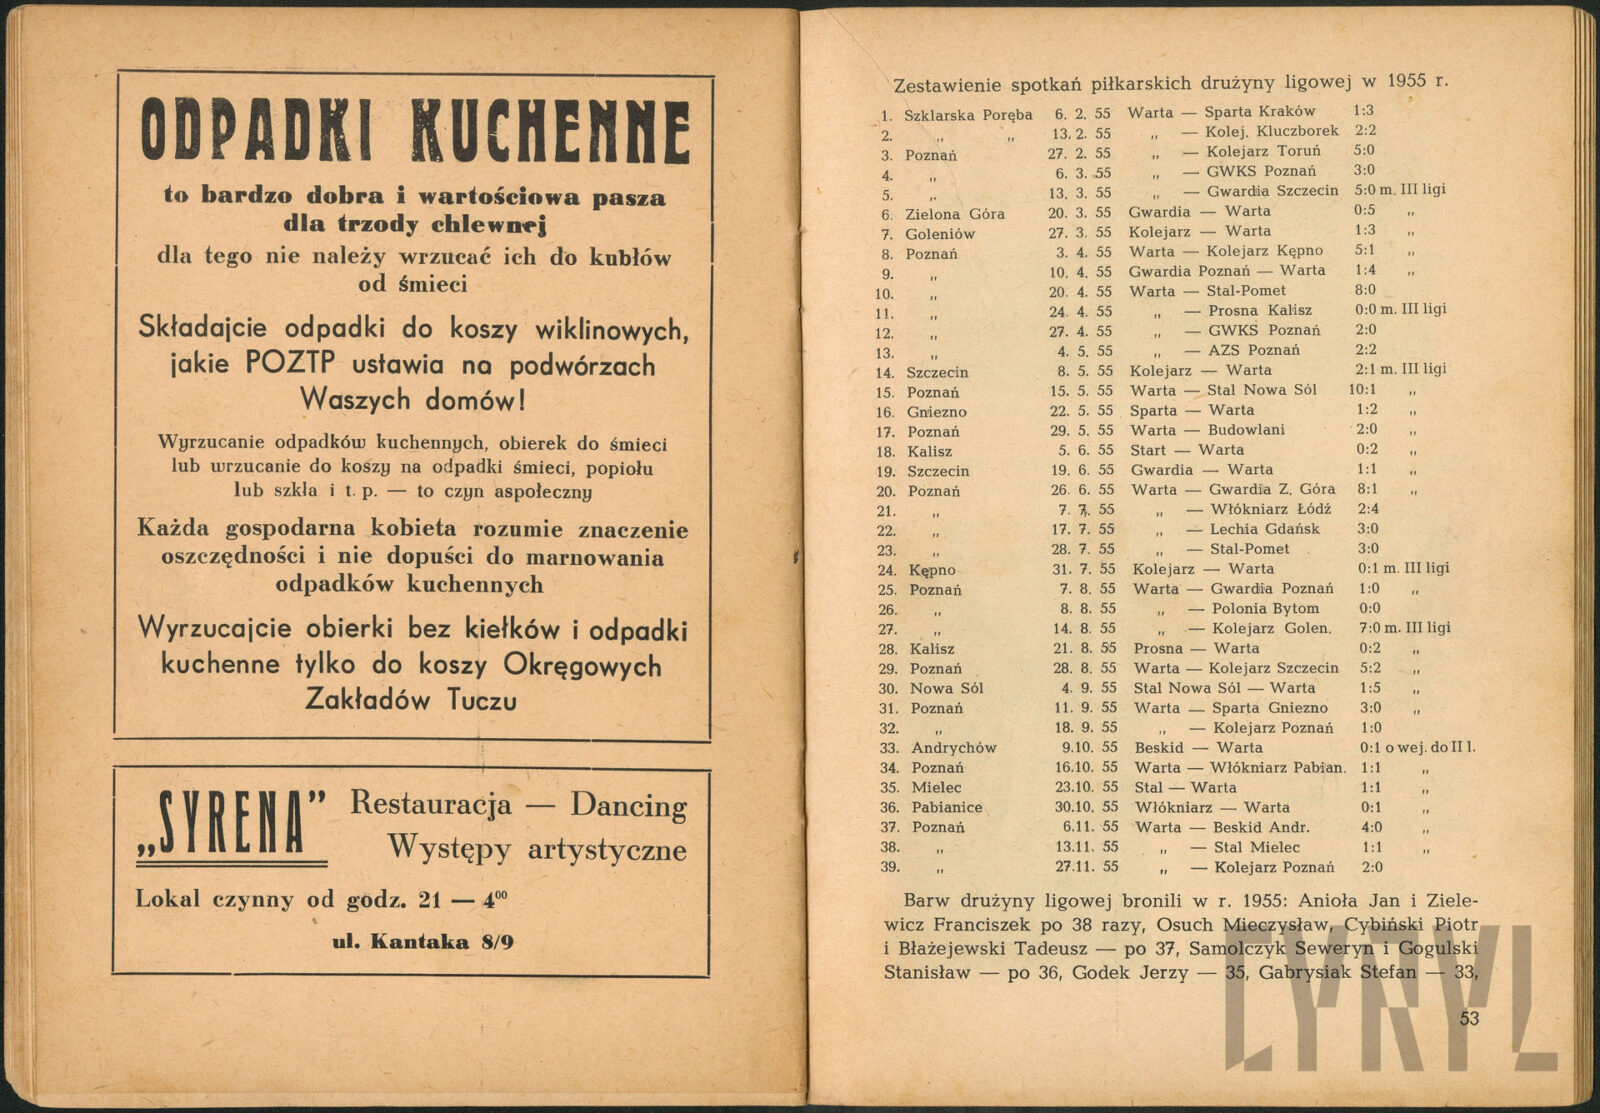 ODPADKI KUCHENNE
to bardzo dobra i wartościowa pasza
dla trzody chlewnej
dla tego nie należy wrzucać ich do kubłów
od śmieci
Składajcie odpadki do koszy wiklinowych,
jakie POZTP ustawia na podwórzach
Waszych domów!
Wyrzucanie odpadków kuchennych, obierek do śmieci
lub wrzucanie do koszy na odpadki śmieci, popiołu
lub szkła i t. p. — to czyn aspołeczny
Każda gospodarna kobieta rozumie znaczenie
oszczędności i nie dopuści do marnowania
odpadków kuchennych
Wyrzucajcie obierki bez kiełków i odpadki
kuchenne tylko do koszy Okręgowych
Zakładów Tuczu
„SYRENA” Restauracja — Dancing
Występy artystyczne
Lokal czynny od godz. 21 — 4⁰⁰
ul. Kantaka 8/9
Zestawienie spotkań piłkarskich drużyny ligowej w 1955 r.
1. Szklarska Poręba 6. 2. 55 Warta — Sparta Kraków 1:3
2. „ „ 13. 2. 55 „ — Kolej. Kluczborek 2:2
3. Poznań 27. 2. 55 „ — Kolejarz Toruń 5:0
4. „ 6. 3. 55 „ — GWKS Poznań 3:0
5. „ 13. 3. 55 „ — Gwardia Szczecin 5:0 m. III ligi
6. Zielona Góra 20. 3. 55 Gwardia — Warta 0:5 „
7. Goleniów 27. 3. 55 Kolejarz — Warta 1:3 „
8. Poznań 3. 4. 55 Warta — Kolejarz Kępno 5:1 „
9. „ 10. 4. 55 Gwardia Poznań — Warta 1:4 „
10. „ 20. 4. 55 Warta — Stal-Pomet 8:0
11. „ 24. 4. 55 „ — Prosna Kalisz 0:0 m. III ligi
12. „ 27. 4. 55 „ — GWKS Poznań 2:0
13. „ 4. 5. 55 „ — AZS Poznań 2:2
14. Szczecin 8. 5. 55 Kolejarz — Warta 2:1 m. III ligi
15. Poznań 15. 5. 55 Warta — Stal Nowa Sól 10:1 „
16. Gniezno 22. 5. 55 Sparta — Warta 1:2 „
17. Poznań 29. 5. 55 Warta — Budowlani 2:0 „
18. Kalisz 5. 6. 55 Start — Warta 0:2 „
19. Szczecin 19. 6. 55 Gwardia — Warta 1:1 „
20. Poznań 26. 6. 55 Warta — Gwardia Z. Góra 8:1 „
21. „ 7. 7. 55 „ — Włókniarz Łódź 2:4
22. „ 17. 7. 55 „ — Lechia Gdańsk 3:0
23. „ 28. 7. 55 „ — Stal-Pomet 3:0
24. Kępno 31. 7. 55 Kolejarz — Warta 0:1 m. III ligi
25. Poznań 7. 8. 55 Warta — Gwardia Poznań 1:0 „
26. „ 8. 8. 55 „ — Polonia Bytom 0:0
27. „ 14. 8. 55 „ — Kolejarz Golen. 7:0 m. III ligi
28. Kalisz 21. 8. 55 Prosna — Warta 0:2 „
29. Poznań 28. 8. 55 Warta — Kolejarz Szczecin 5:2 „
30. Nowa Sól 4. 9. 55 Stal Nowa Sól — Warta 1:5 „
31. Poznań 11. 9. 55 Warta — Sparta Gniezno 3:0 „
32. „ 18. 9. 55 „ — Kolejarz Poznań 1:0
33. Andrychów 9.10. 55 Beskid — Warta 0:1 o wej. do II l.
34. Poznań 16.10. 55 Warta — Włókniarz Pabian. 1:1 „
35. Mielec 23.10. 55 Stal — Warta 1:1 „
36. Pabianice 30.10. 55 Włókniarz — Warta 0:1 „
37. Poznań 6.11. 55 Warta — Beskid Andr. 4:0 „
38. „ 13.11. 55 „ — Stal Mielec 1:1 „
39. „ 27.11. 55 „ — Kolejarz Poznań 2:0
Barw drużyny ligowej bronili w r. 1955: Anioła Jan i Ziele-
wicz Franciszek po 38 razy, Osuch Mieczysław, Cybiński Piotr
i Błażejewski Tadeusz — po 37, Samolczyk Seweryn i Gogulski
Stanisław — po 36, Godek Jerzy — 35, Gabrysiak Stefan — 33,
53
CYRYL